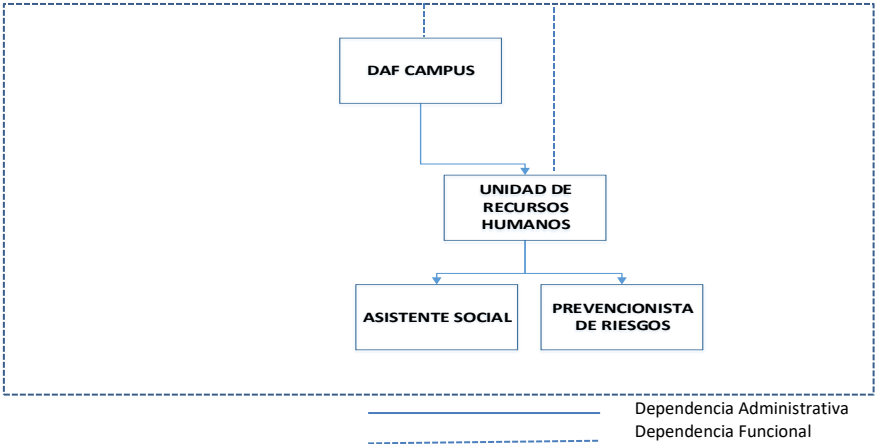 DAF CAMPUS
UNIDAD DE
RECURSOS
HUMANOS
ASISTENTE SOCIAL
PREVENCIONISTA
DE RIESGOS
Dependencia Administrativa
Dependencia Funcional